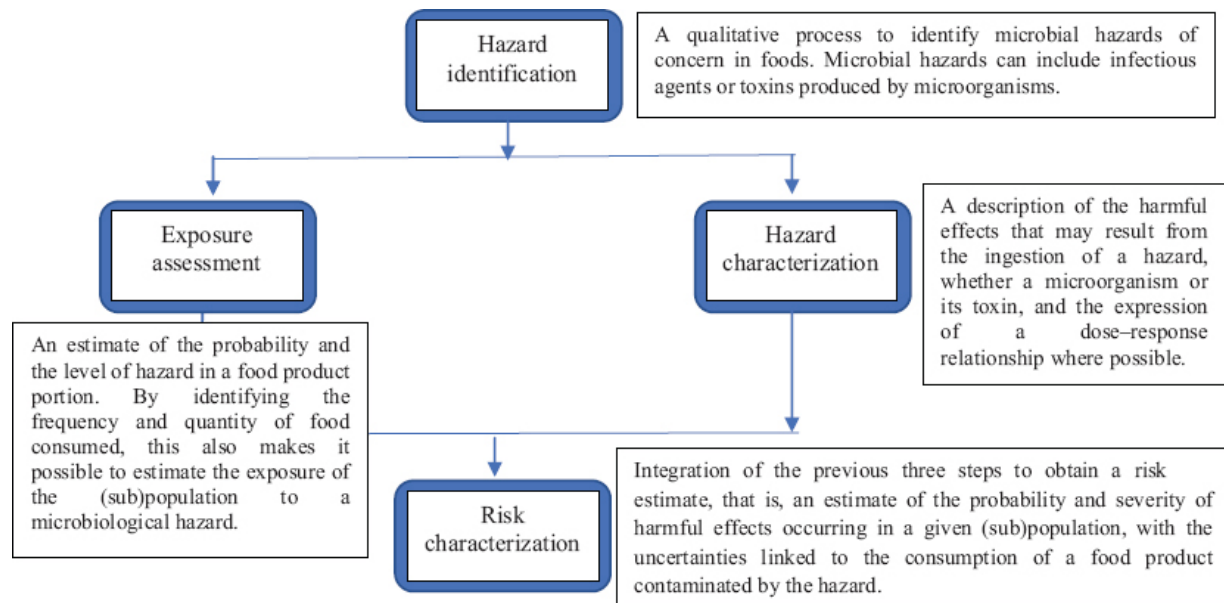 Hazard
identification
A qualitative process to identify microbial hazards of
concern in foods. Microbial hazards can include infectious
agents or toxins produced by microorganisms.
Exposure
assessment
Hazard
characterization
A description of the harmful
effects that may result from
the ingestion of a hazard,
whether a microorganism or
its toxin, and the expression
of a dose–response
relationship where possible.
An estimate of the probability and
the level of hazard in a food product
portion. By identifying the
frequency and quantity of food
consumed, this also makes it
possible to estimate the exposure of
the (sub)population to a
microbiological hazard.
Risk
characterization
Integration of the previous three steps to obtain a risk
estimate, that is, an estimate of the probability and severity of
harmful effects occurring in a given (sub)population, with the
uncertainties linked to the consumption of a food product
contaminated by the hazard.